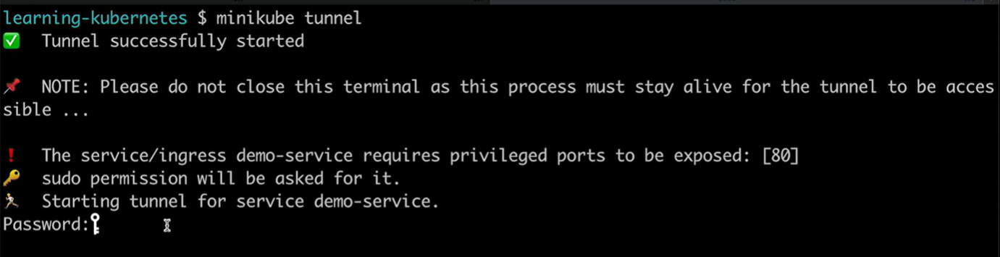 learning-kubernetes $ minikube tunnel
✅ Tunnel successfully started
📌 NOTE: Please do not close this terminal as this process must stay alive for the tunnel to be acces
sible ...
❗ The service/ingress demo-service requires privileged ports to be exposed: [80]
🔑 sudo permission will be asked for it.
🏃 Starting tunnel for service demo-service.
Password: